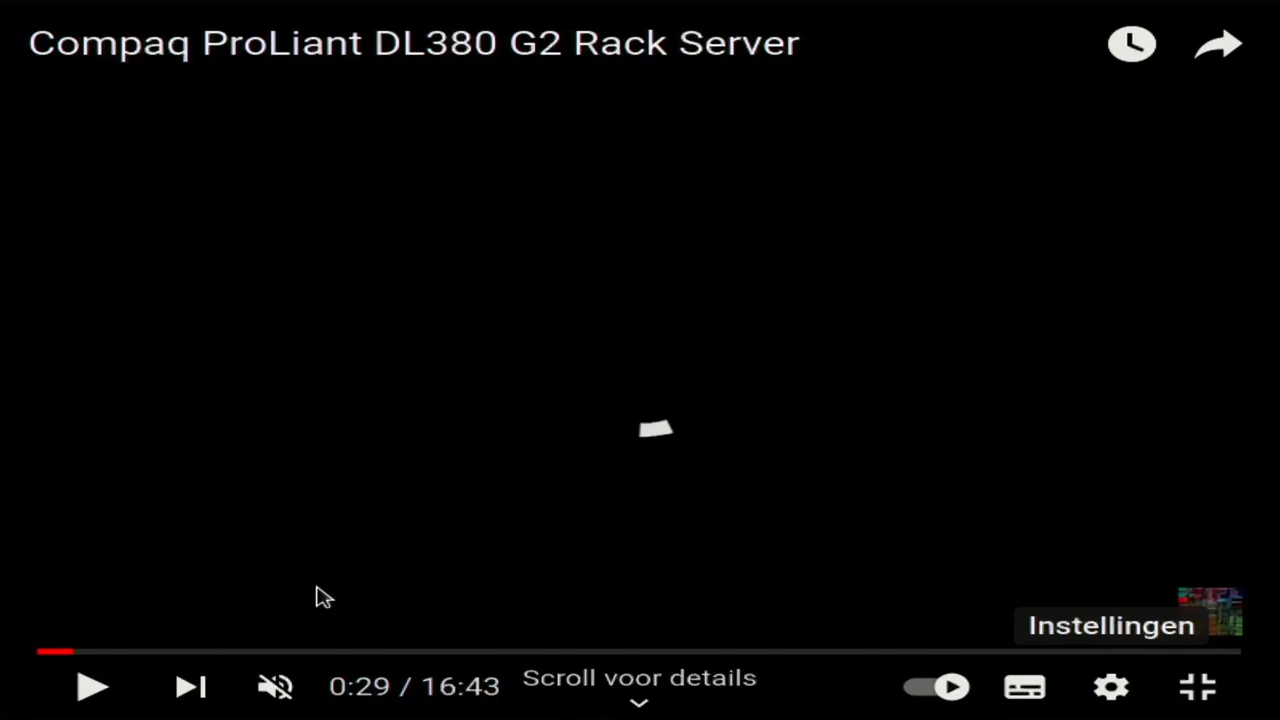 Compaq ProLiant DL380 G2 Rack Server
Instellingen
0:29 / 16:43
Scroll voor details